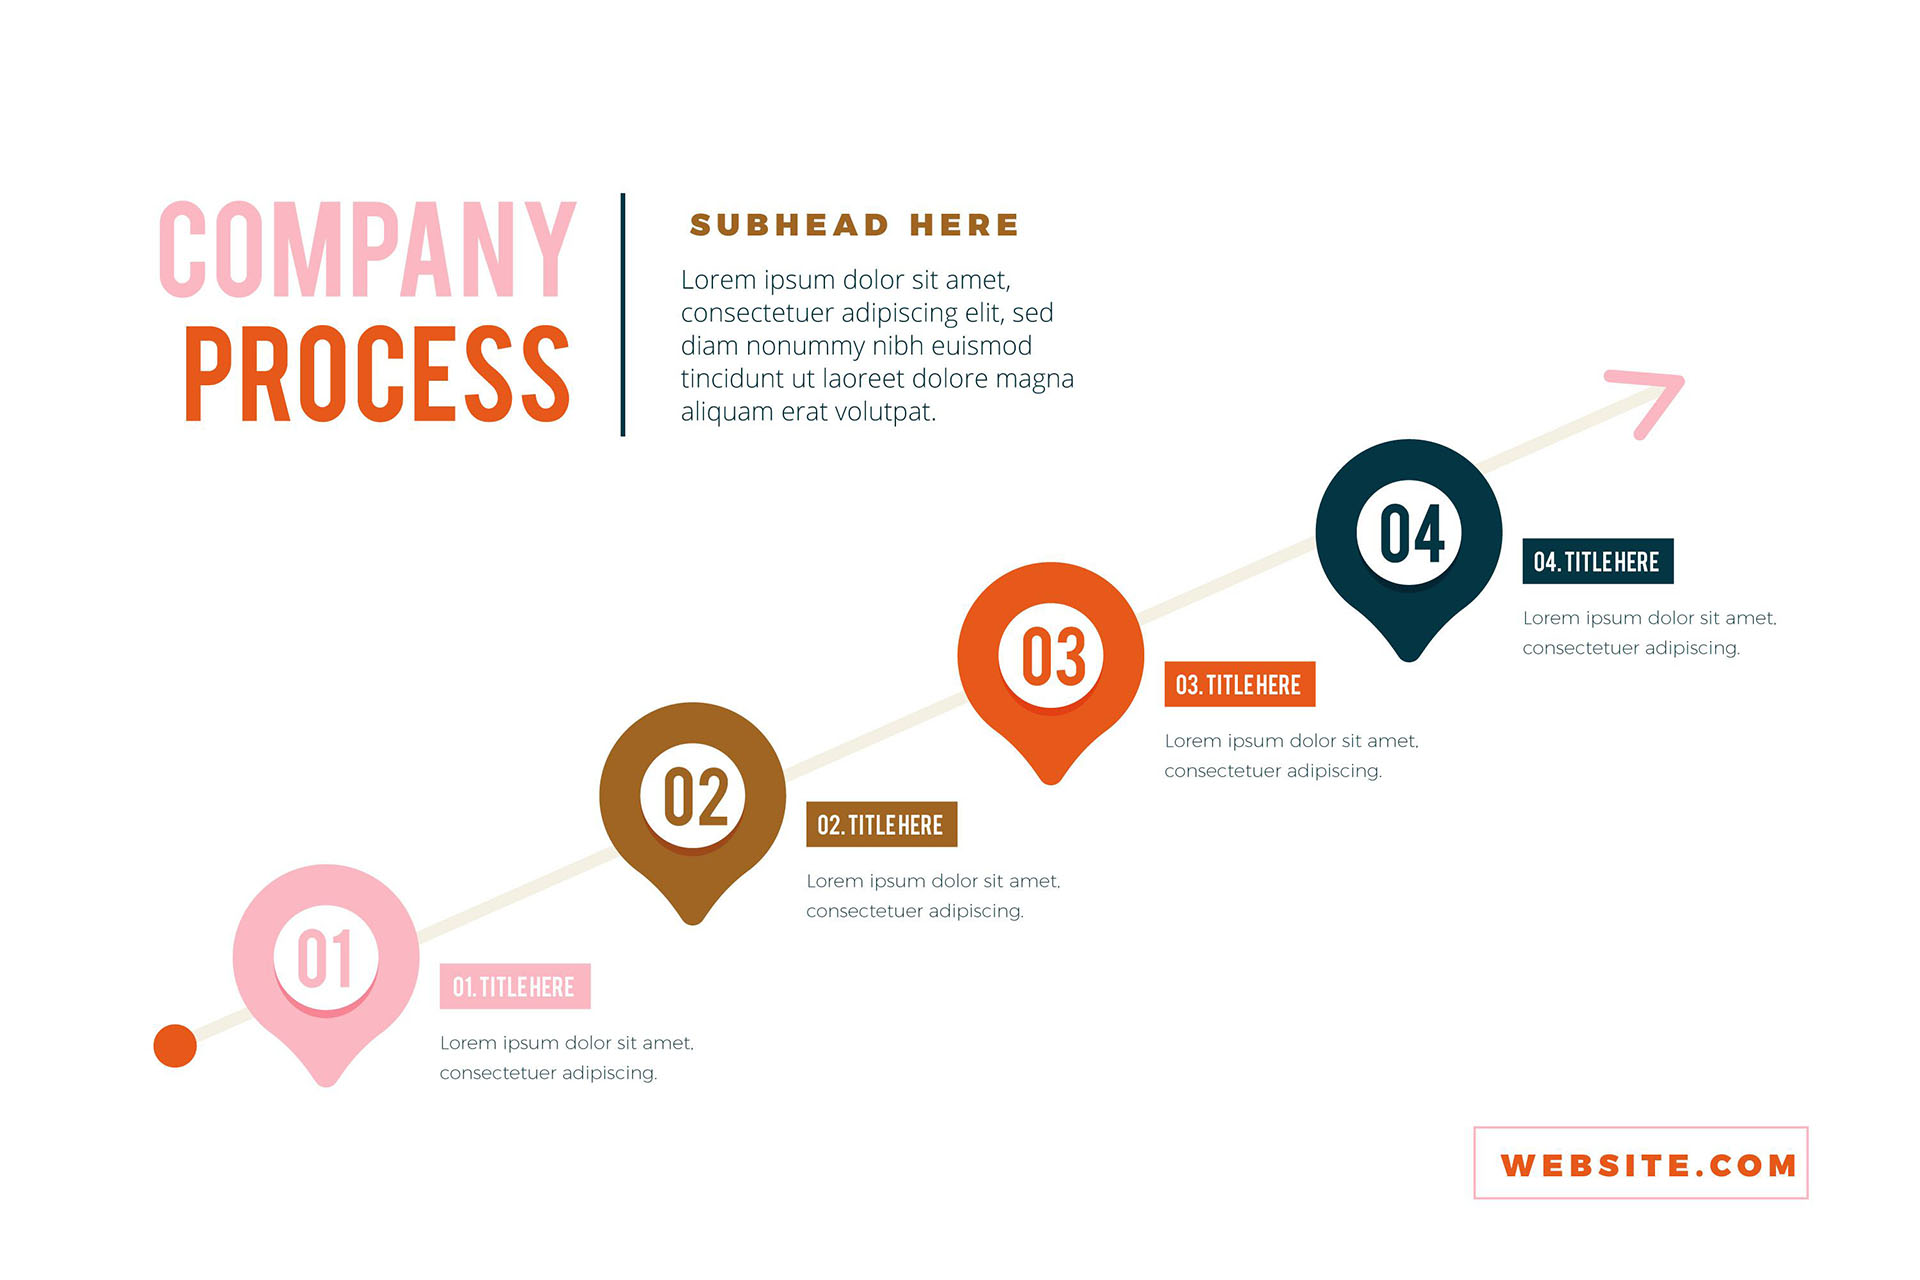 COMPANY
PROCESS
SUBHEAD HERE
Lorem ipsum dolor sit amet,
consectetuer adipiscing elit, sed
diam nonummy nibh euismod
tincidunt ut laoreet dolore magna
aliquam erat volutpat.
04
04. TITLE HERE
Lorem ipsum dolor sit amet,
consectetuer adipiscing.
03
03. TITLE HERE
Lorem ipsum dolor sit amet,
consectetuer adipiscing.
02
02. TITLE HERE
Lorem ipsum dolor sit amet,
consectetuer adipiscing.
01
01. TITLE HERE
Lorem ipsum dolor sit amet,
consectetuer adipiscing.
WEBSITE.COM